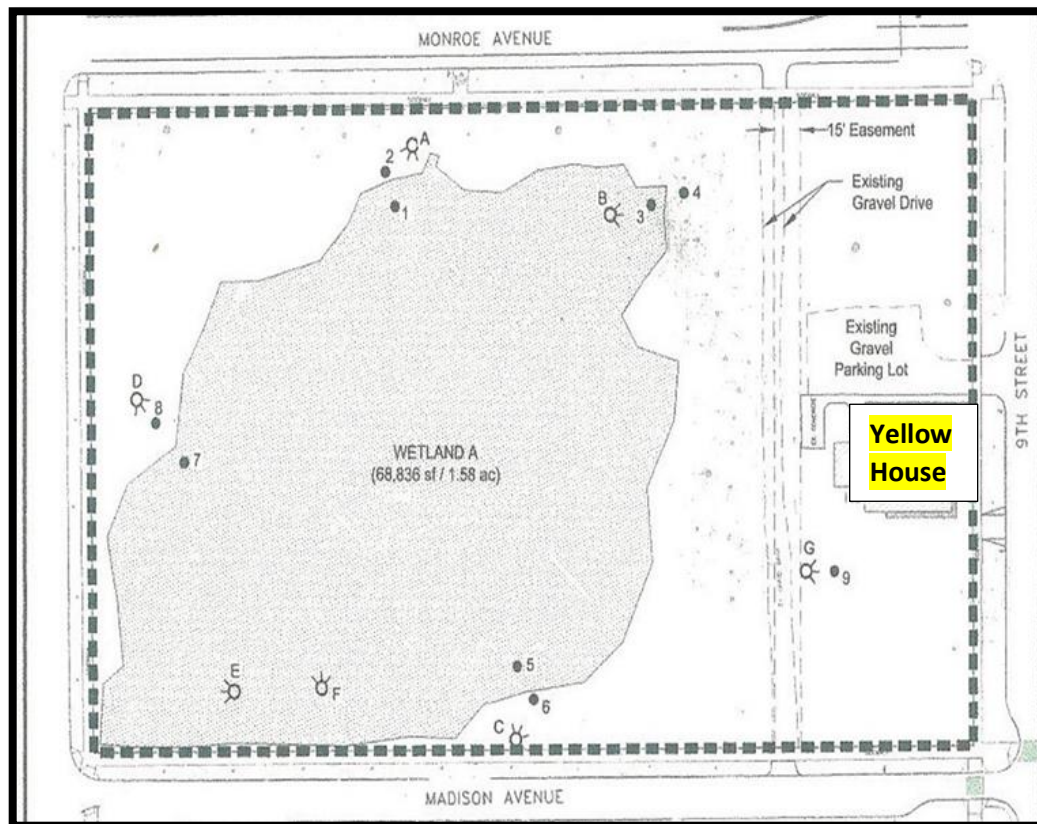 MONROE AVENUE
A
2
1
B
3
4
15' Easement
Existing
Gravel Drive
Existing
Gravel
Parking Lot
9TH STREET
D
8
7
WETLAND A
(68,836 sf / 1.58 ac)
Yellow
House
G
9
E
F
5
6
C
MADISON AVENUE